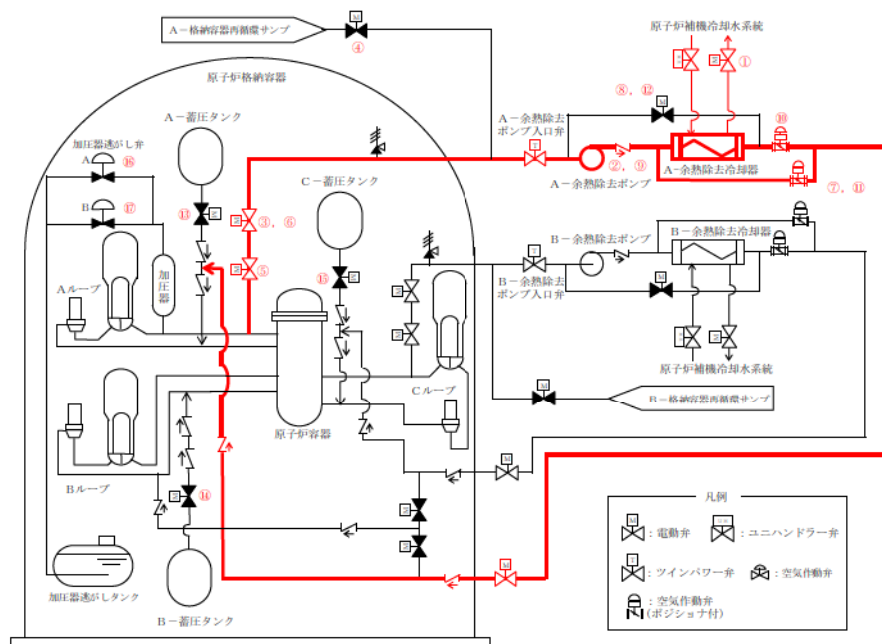 A－格納容器再循環サンプ
M
④
原子炉補機冷却水系統
①
原子炉格納容器
A－蓄圧タンク
加圧器逃がし弁
A
⑯
B
⑰
⑬
C－蓄圧タンク
③，⑥
⑤
⑮
加
圧
器
Aループ
Bループ
Cループ
原子炉容器
⑭
加圧器逃がしタンク
B－蓄圧タンク
⑧，⑫
M
⑩
A－余熱除去
ポンプ入口弁
T
②，⑨
A－余熱除去冷却器
A－余熱除去ポンプ
⑦，⑪
B－余熱除去ポンプ
B－余熱除去冷却器
T
B－余熱除去
ポンプ入口弁
M
原子炉補機冷却水系統
M
B－格納容器再循環サンプ
M
M
凡例
M
：電動弁
：ユニハンドラー弁
T
：ツインパワー弁
：空気作動弁
：空気作動弁
(ポジショナ付)